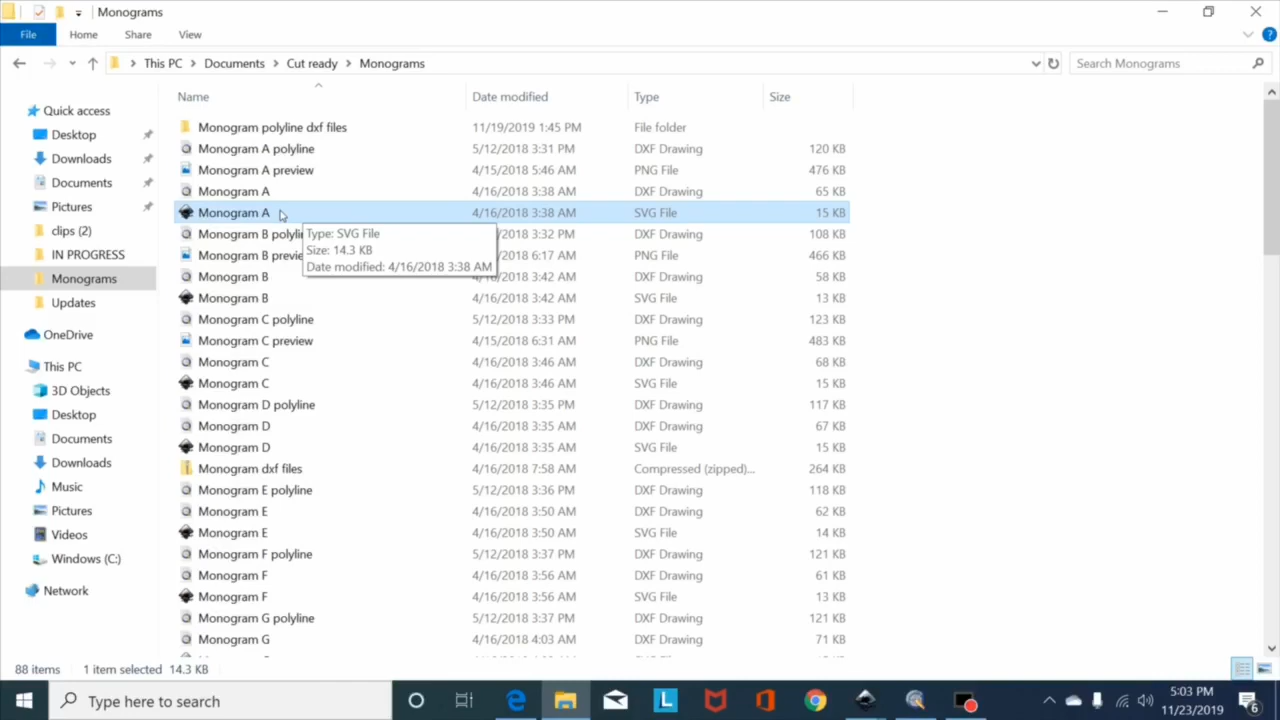 Monograms
File Home Share View
This PC Documents Cut ready Monograms Search Monograms
Name Date modified Type Size
Quick access
Desktop
Downloads
Documents
Pictures
clips (2)
IN PROGRESS
Monograms
Updates
OneDrive
This PC
3D Objects
Desktop
Documents
Downloads
Music
Pictures
Videos
Windows (C:)
Network
Monogram polyline dxf files 11/19/2019 1:45 PM File folder
Monogram A polyline 5/12/2018 3:31 PM DXF Drawing 120 KB
Monogram A preview 4/15/2018 5:46 AM PNG File 476 KB
Monogram A 4/16/2018 3:38 AM DXF Drawing 65 KB
Monogram A 4/16/2018 3:38 AM SVG File 15 KB
Monogram B 3:32 PM DXF Drawing 108 KB
Monogram B 6:17 AM PNG File 466 KB
Type: SVG File
Size: 14.3 KB
Date modified: 4/16/2018 3:38 AM
Monogram B 4/16/2018 3:42 AM DXF Drawing 58 KB
Monogram B 4/16/2018 3:42 AM SVG File 13 KB
Monogram C polyline 5/12/2018 3:33 PM DXF Drawing 123 KB
Monogram C preview 4/15/2018 6:31 AM PNG File 483 KB
Monogram C 4/16/2018 3:46 AM DXF Drawing 68 KB
Monogram C 4/16/2018 3:46 AM SVG File 15 KB
Monogram D polyline 5/12/2018 3:35 PM DXF Drawing 117 KB
Monogram D 4/16/2018 3:35 AM DXF Drawing 67 KB
Monogram D 4/16/2018 3:35 AM SVG File 15 KB
Monogram dxf files 4/16/2018 7:58 AM Compressed (zipped)... 264 KB
Monogram E polyline 5/12/2018 3:36 PM DXF Drawing 118 KB
Monogram E 4/16/2018 3:50 AM DXF Drawing 62 KB
Monogram E 4/16/2018 3:50 AM SVG File 14 KB
Monogram F polyline 5/12/2018 3:37 PM DXF Drawing 121 KB
Monogram F 4/16/2018 3:56 AM DXF Drawing 61 KB
Monogram F 4/16/2018 3:56 AM SVG File 13 KB
Monogram G polyline 5/12/2018 3:37 PM DXF Drawing 121 KB
Monogram G 4/16/2018 4:03 AM DXF Drawing 71 KB
88 items 1 item selected 14.3 KB
Type here to search
5:03 PM
11/23/2019
6